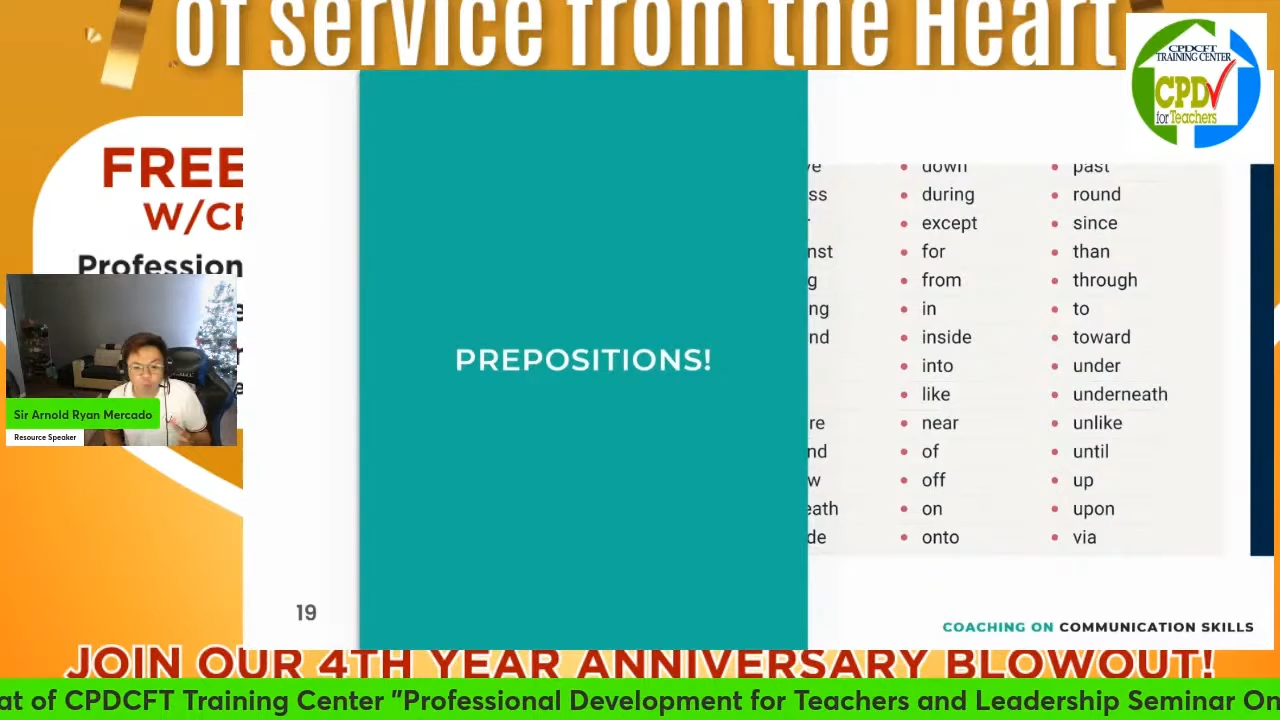 of service from the Heart
CPDCFT
TRAINING CENTER
CPD
for Teachers
FREE
W/CP
Profession
Sir Arnold Ryan Mercado
Resource Speaker
PREPOSITIONS!
down
during
except
for
from
in
inside
into
like
near
of
off
on
onto
past
round
since
than
through
to
toward
under
underneath
unlike
until
up
upon
via
19
COACHING ON COMMUNICATION SKILLS
JOIN OUR 4TH YEAR ANNIVERSARY BLOWOUT!
at of CPDCFT Training Center "Professional Development for Teachers and Leadership Seminar On